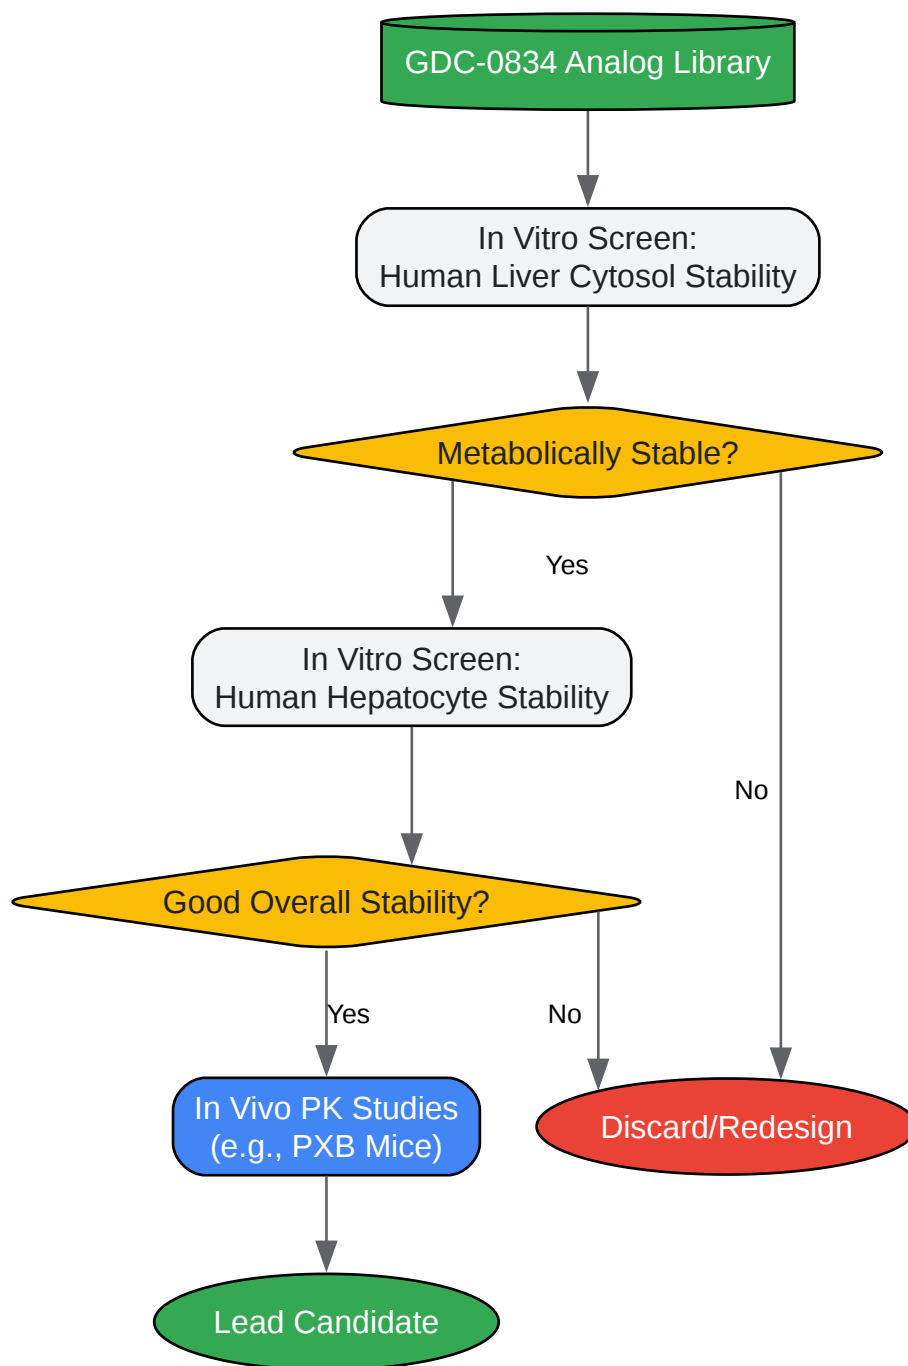 GDC-0834 Analog Library
In Vitro Screen:
Human Liver Cytosol Stability
Metabolically Stable?
Yes
In Vitro Screen:
Human Hepatocyte Stability
No
Good Overall Stability?
Yes
No
In Vivo PK Studies
(e.g., PXB Mice)
Discard/Redesign
Lead Candidate